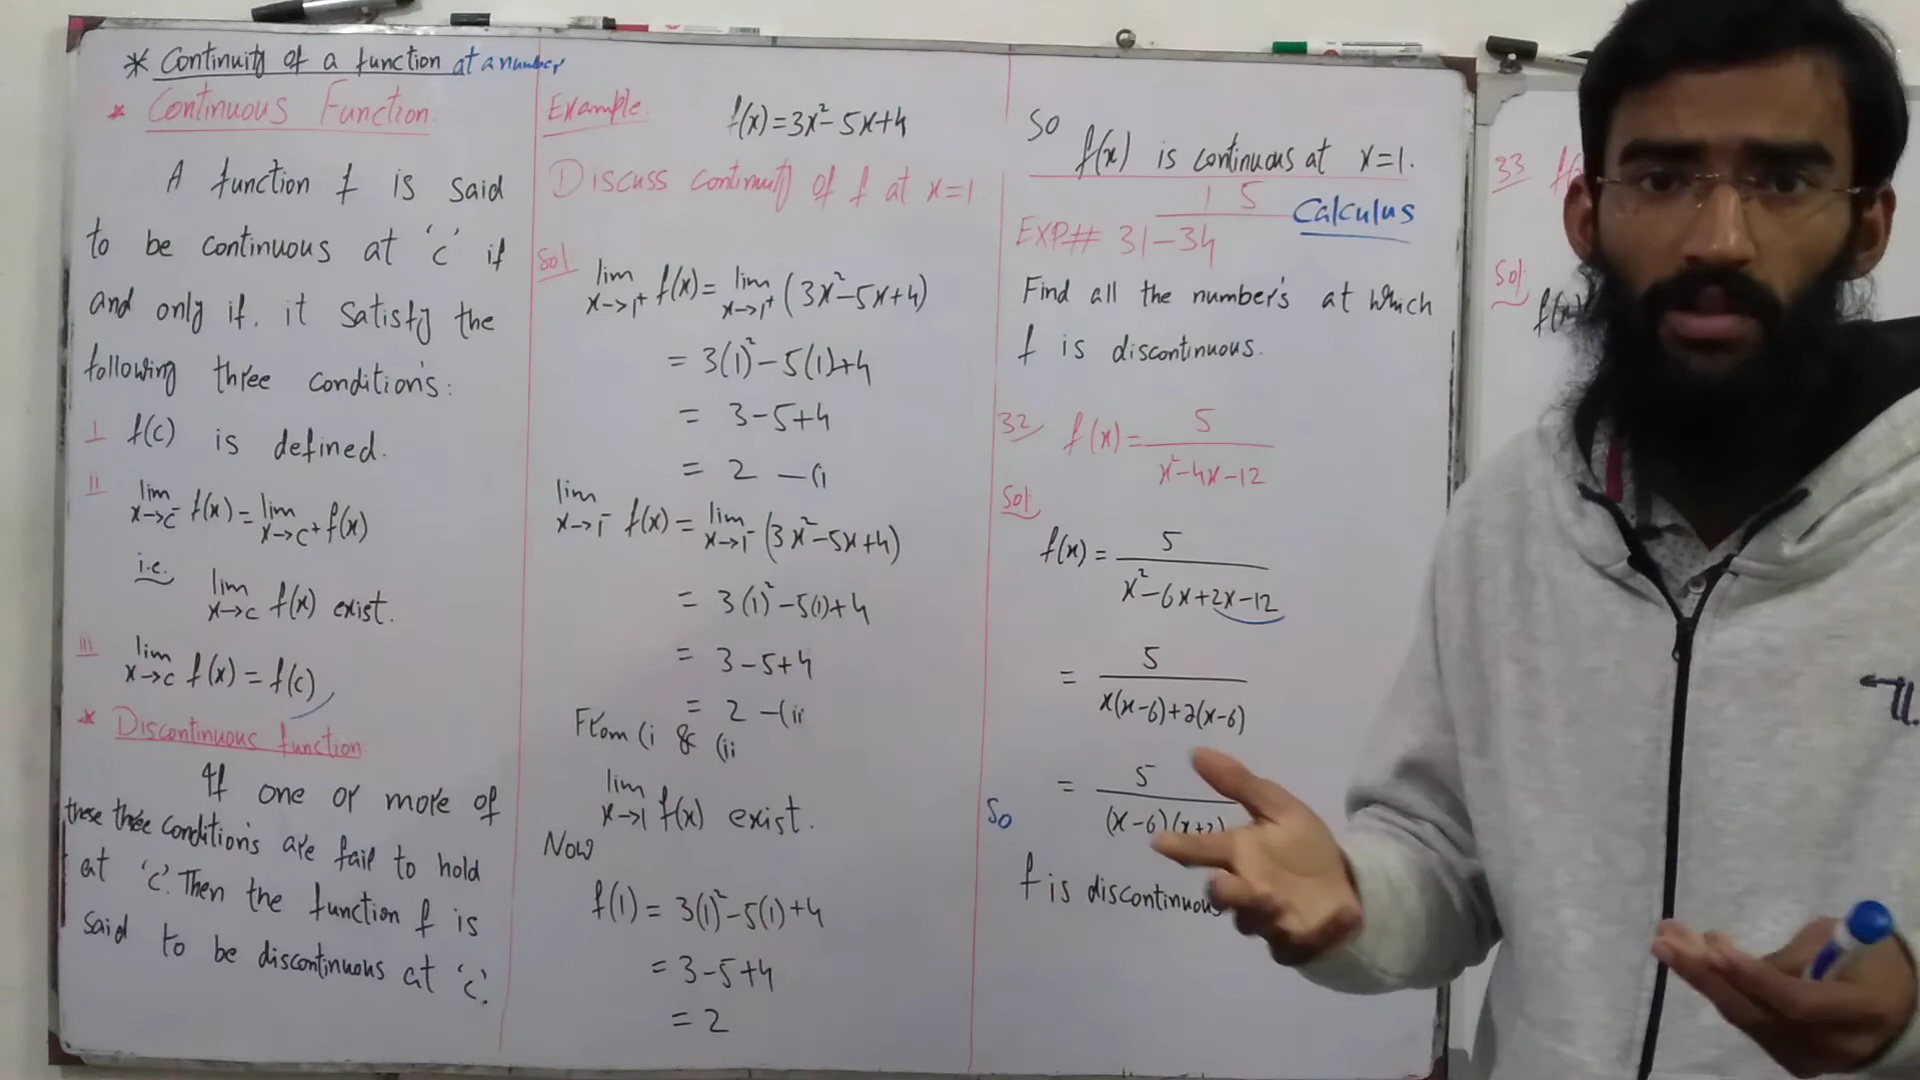 * Continuity of a function at a number
* Continuous Function:
A function f is said
to be continuous at 'c' if
and only if. it satisfy the
following three condition's:
I f(c) is defined.
II lim x→c⁻ f(x) = lim x→c⁺ f(x)
i.e. lim x→c f(x) exist.
III lim x→c f(x) = f(c)
* Discontinuous function
If one or more of
these three condition's are fail to hold
at 'c'. Then the function f is
said to be discontinuous at 'c'.
Example. f(x)=3x²-5x+4
Discuss continuity of f at x=1
Sol lim x→1⁺ f(x) = lim x→1⁺ (3x²-5x+4)
= 3(1)²-5(1)+4
= 3-5+4
= 2 —(i
lim x→1⁻ f(x) = lim x→1⁻ (3x²-5x+4)
= 3(1)²-5(1)+4
= 3-5+4
= 2 —(ii
From (i & (ii
lim x→1 f(x) exist.
Now
f(1) = 3(1)²-5(1)+4
= 3-5+4
= 2
So
f(x) is continuous at x=1.
1 5 Calculus
EXP# 31-34
Find all the number's at which
f is discontinuous.
32 f(x) = 5/(x²-4x-12)
Sol
f(x) = 5/(x²-6x+2x-12)
= 5/(x(x-6)+2(x-6))
= 5/((x-6)(x+2)
So
f is discontinuous
33
Sol